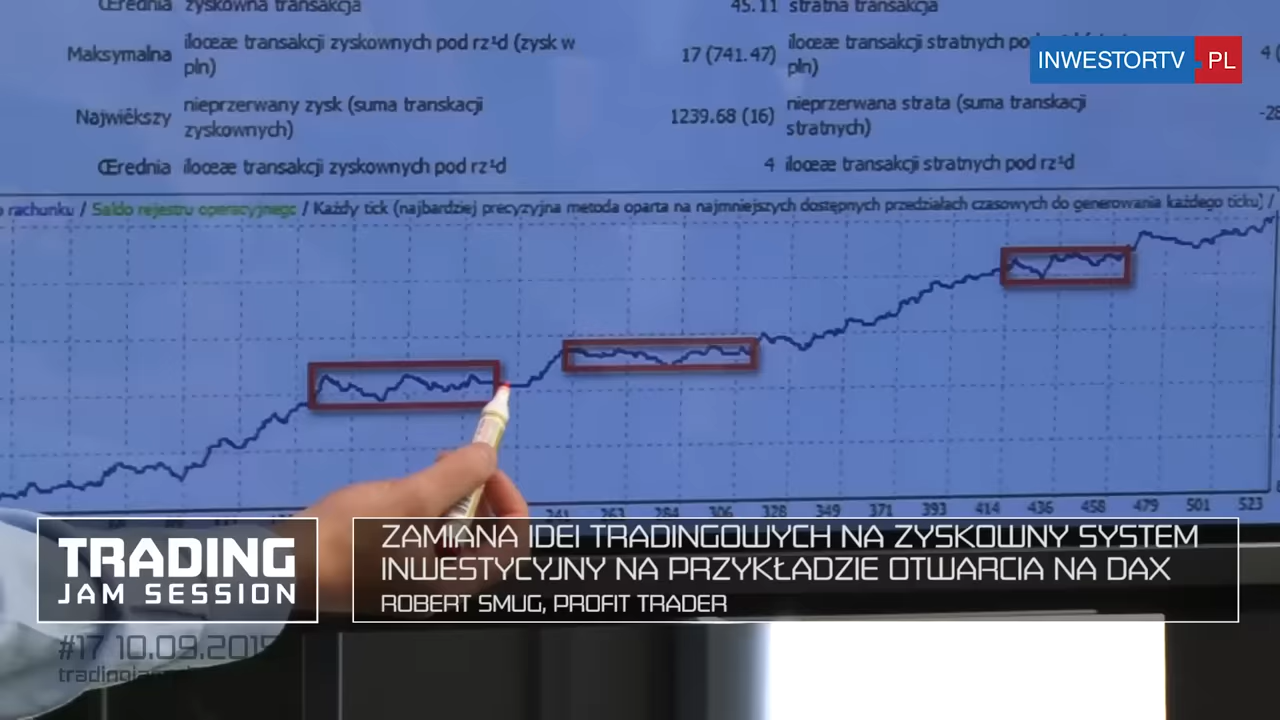 Œrednia zyskowna transakcja 45.11 stratna transakcja
Maksymalna iloœæ transakcji zyskownych pod rz¹d (zysk w pln) 17 (741.47) iloœæ transakcji stratnych pln)
INWESTORTV.PL
Najwiêkszy nieprzerwany zysk (suma transkacji zyskownych) 1239.68 (16) nieprzerwana strata (suma transakcji stratnych)
Œrednia iloœæ transakcji zyskownych pod rz¹d 4 iloœæ transakcji stratnych pod rz¹d
rachunku / Saldo rejestru operacyjnego / Każdy tick (najbardziej precyzyjna metoda oparta na najmniejszych dostępnych przedziałach czasowych do generowania każdego ticku) /
241 263 284 306 328 349 371 393 414 436 458 479 501 523
TRADING
JAM SESSION
ZAMIANA IDEI TRADINGOWYCH NA ZYSKOWNY SYSTEM
INWESTYCYJNY NA PRZYKŁADZIE OTWARCIA NA DAX
ROBERT SMUG, PROFIT TRADER
#17 10.09.2015